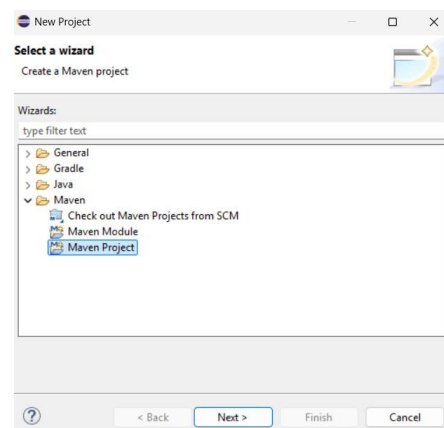 New Project
Select a wizard
Create a Maven project
Wizards:
type filter text
General
Gradle
Java
Maven
Check out Maven Projects from SCM
Maven Module
Maven Project
? < Back Next > Finish Cancel